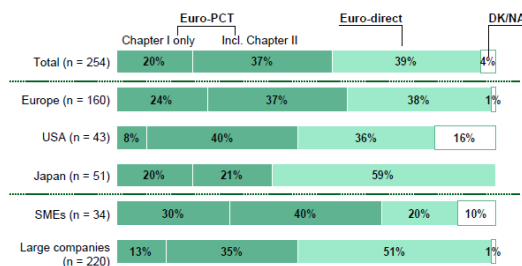 Euro-PCT Euro-direct DK/NA
Chapter I only Incl. Chapter II
Total (n = 254) 20% 37% 39% 4%
Europe (n = 160) 24% 37% 38% 1%
USA (n = 43) 8% 40% 36% 16%
Japan (n = 51) 20% 21% 59%
SMEs (n = 34) 30% 40% 20% 10%
Large companies
(n = 220) 13% 35% 51% 1%